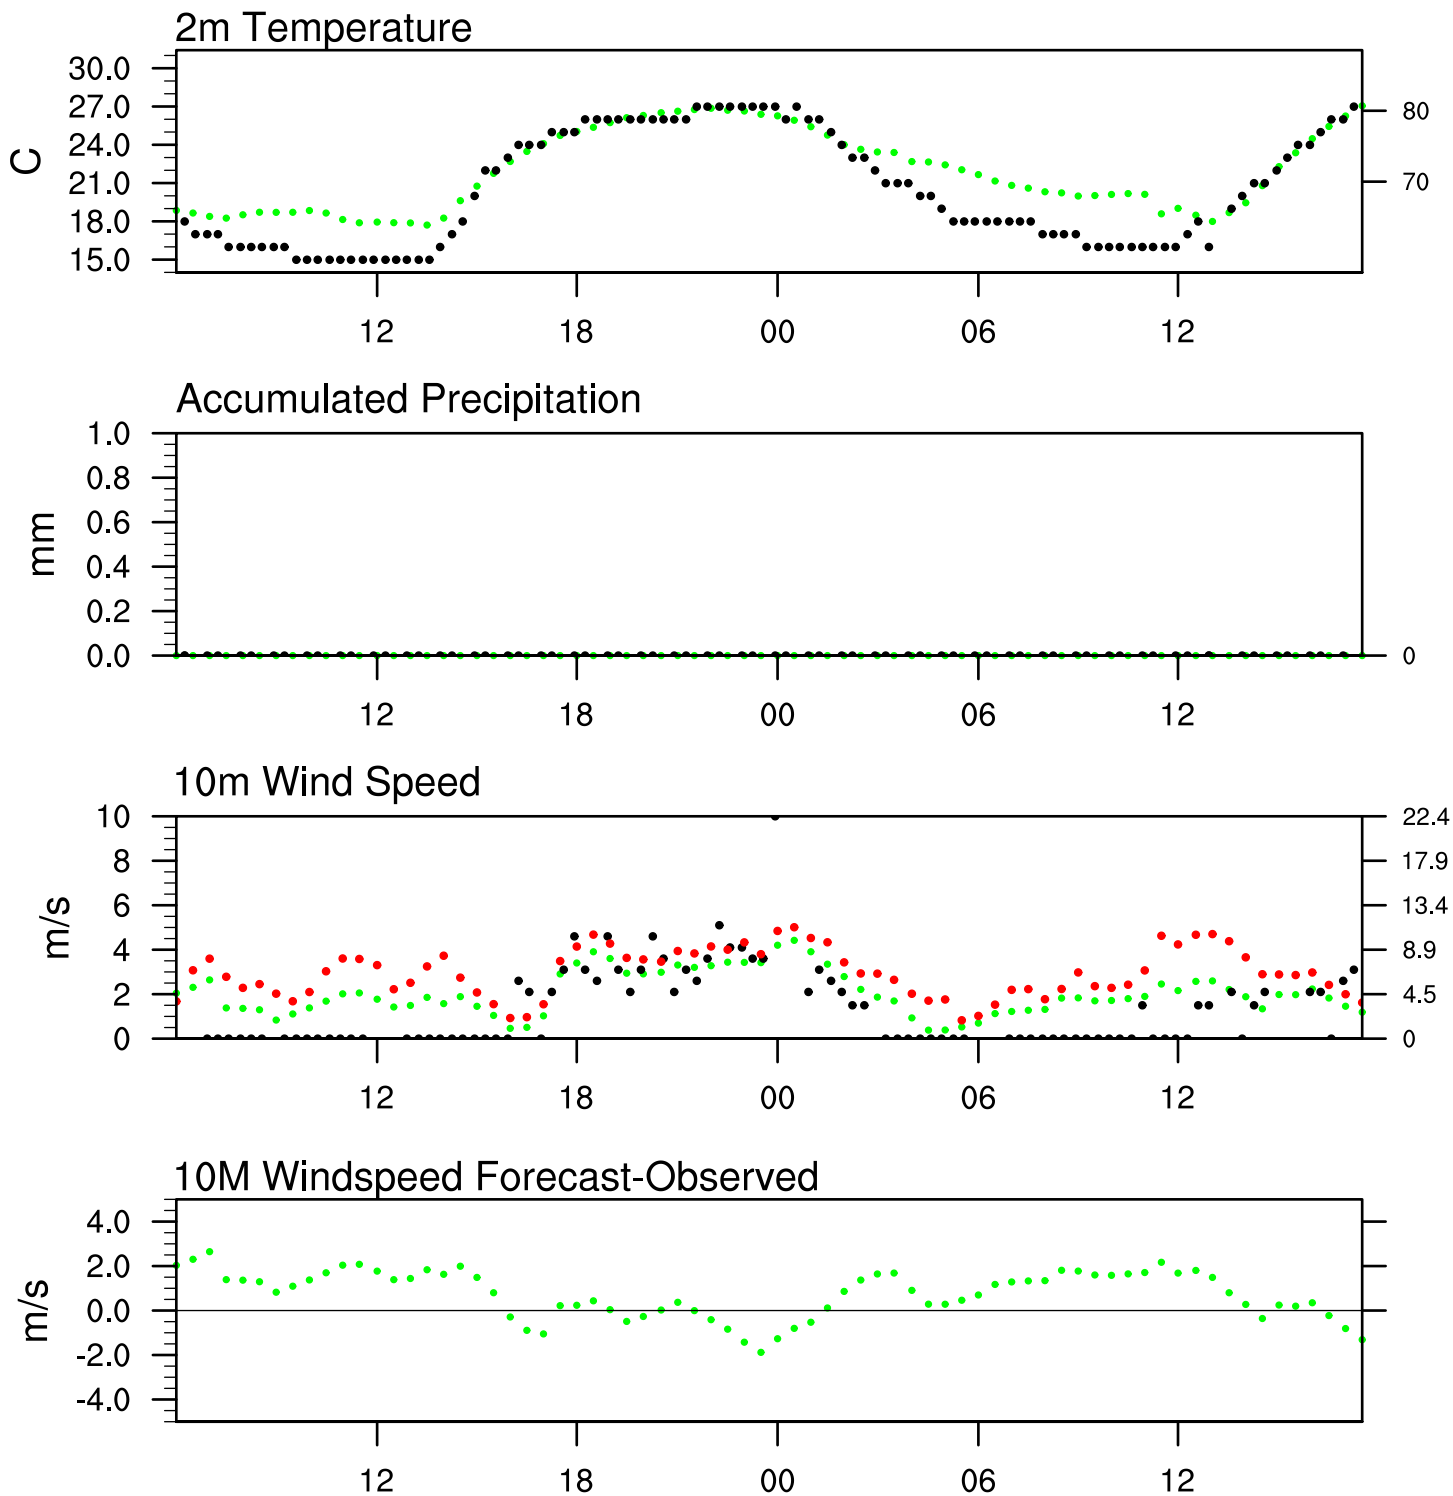 2m Temperature
30.0
27.0
24.0
21.0
18.0
15.0
C
80
70
12 18 00 06 12
Accumulated Precipitation
1.0
0.8
0.6
0.4
0.2
0.0
mm
0
12 18 00 06 12
10m Wind Speed
10
8
6
4
2
0
m/s
22.4
17.9
13.4
8.9
4.5
0
12 18 00 06 12
10M Windspeed Forecast-Observed
4.0
2.0
0.0
-2.0
-4.0
m/s
12 18 00 06 12